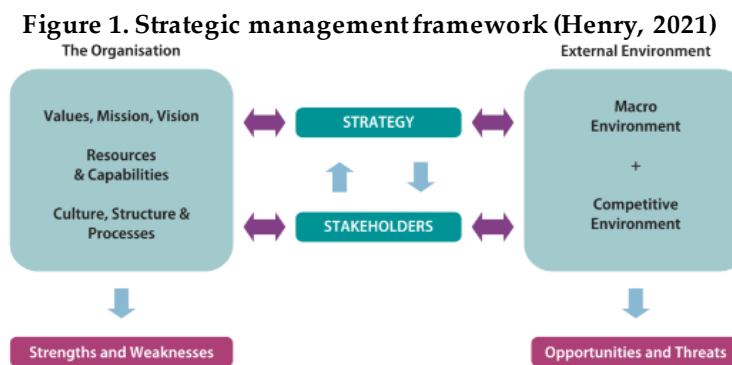 Figure 1. Strategic management framework (Henry, 2021)
The Organisation
External Environment
Values, Mission, Vision
Resources
& Capabilities
Culture, Structure &
Processes
STRATEGY
STAKEHOLDERS
Macro
Environment
+
Competitive
Environment
Strengths and Weaknesses
Opportunities and Threats